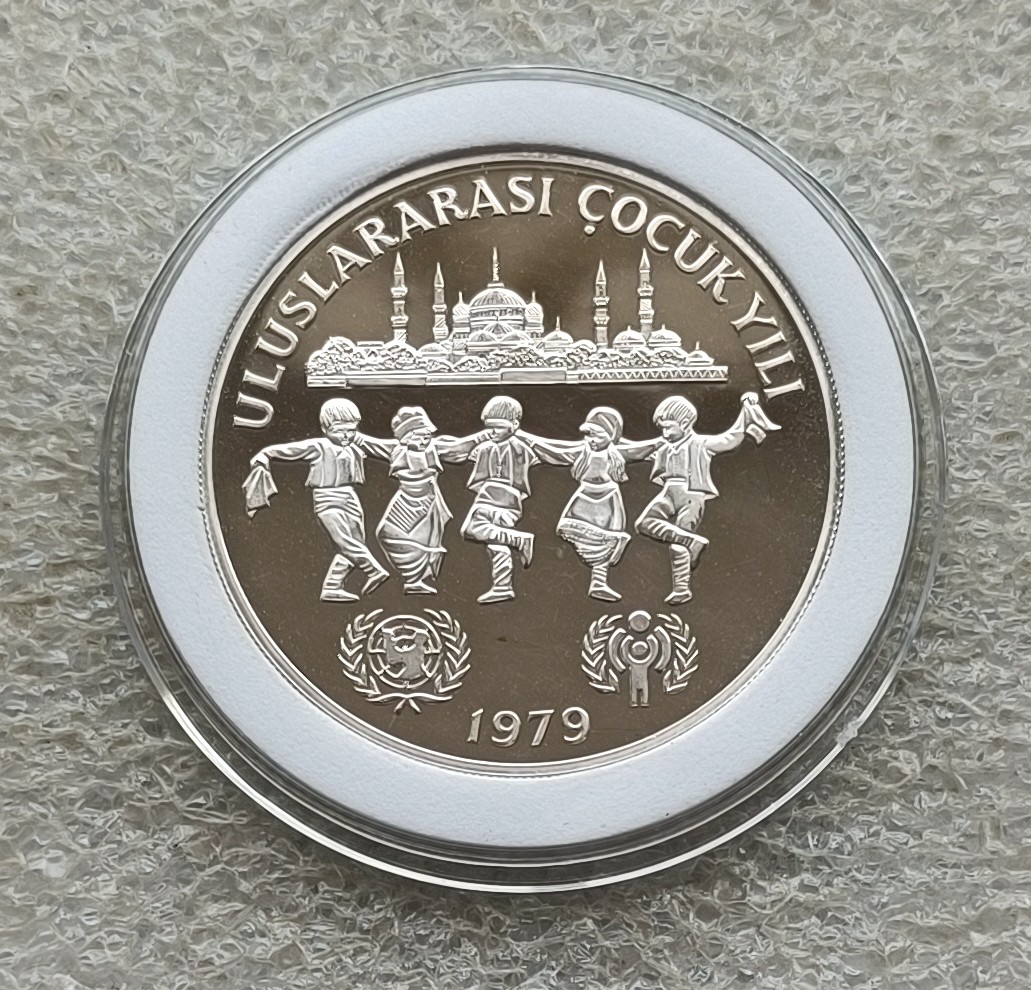 ULUSLARARASI ÇOCUK YILI
1979